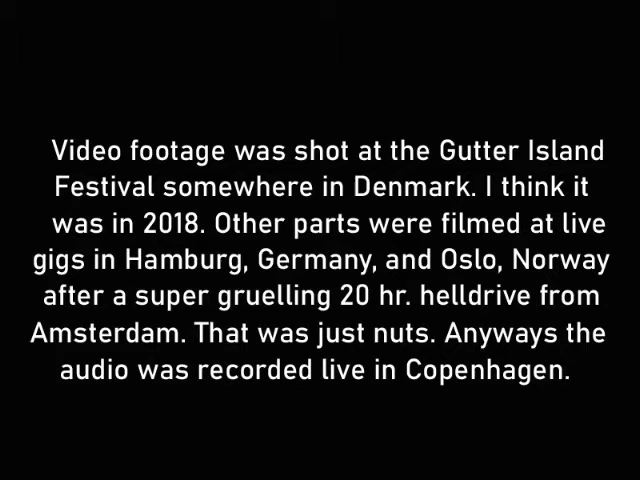 Video footage was shot at the Gutter Island
Festival somewhere in Denmark. I think it
was in 2018. Other parts were filmed at live
gigs in Hamburg, Germany, and Oslo, Norway
after a super gruelling 20 hr. helldrive from
Amsterdam. That was just nuts. Anyways the
audio was recorded live in Copenhagen.